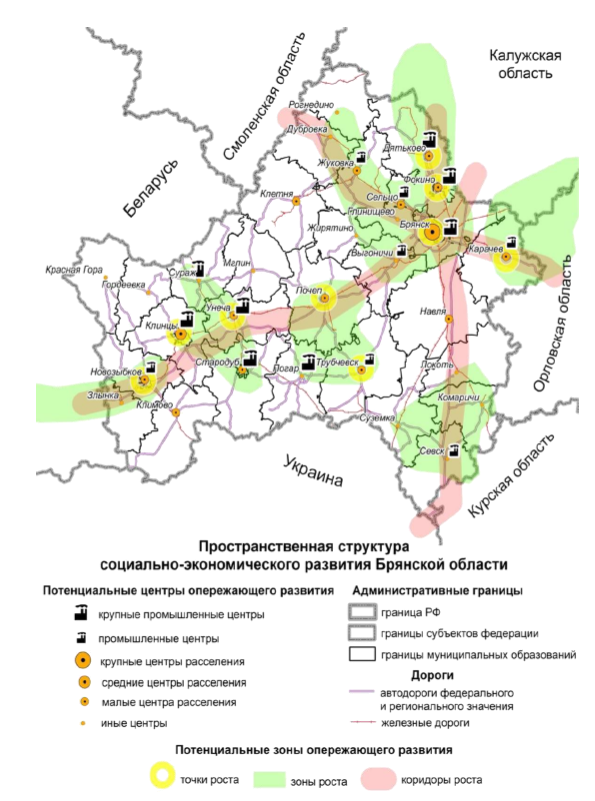 Калужская
область
Смоленская область
Рогнедино
Дубровка
Дятьково
Жуковка
Фокино
Беларусь
Клетня
Сельцо
Глинищево
Жирятино
Брянск
Выгоничи
Карачев
Красная Гора
Мглин
Сураж
Гордеевка
Почеп
Унеча
Навля
Клинцы
Орловская область
Стародуб
Погар
Трубчевск
Локоть
Новозыбков
Злынка
Комаричи
Климово
Суземка
Севск
Украина
Курская область
Пространственная структура
социально-экономического развития Брянской области
Потенциальные центры опережающего развития
крупные промышленные центры
промышленные центры
крупные центры расселения
средние центры расселения
малые центра расселения
иные центры
Административные границы
граница РФ
границы субъектов федерации
границы муниципальных образований
Дороги
автодороги федерального
и регионального значения
железные дороги
Потенциальные зоны опережающего развития
точки роста
зоны роста
коридоры роста